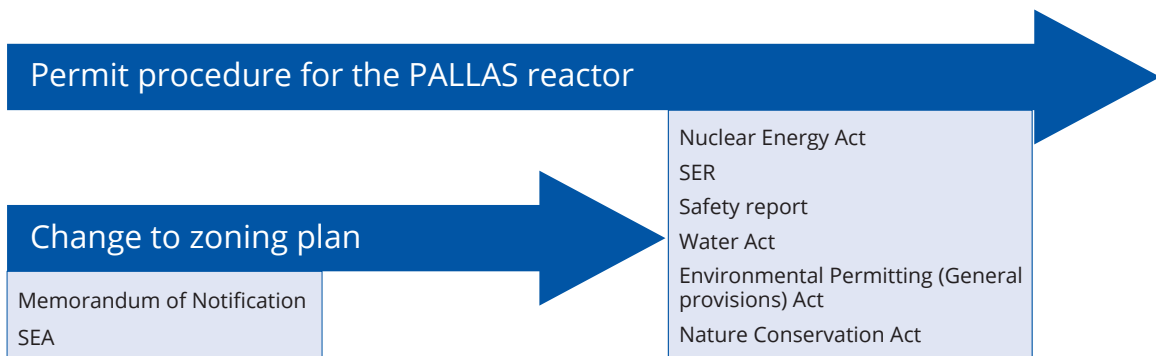 Permit procedure for the PALLAS reactor
Nuclear Energy Act
SER
Safety report
Water Act
Environmental Permitting (General
provisions) Act
Nature Conservation Act
Change to zoning plan
Memorandum of Notification
SEA